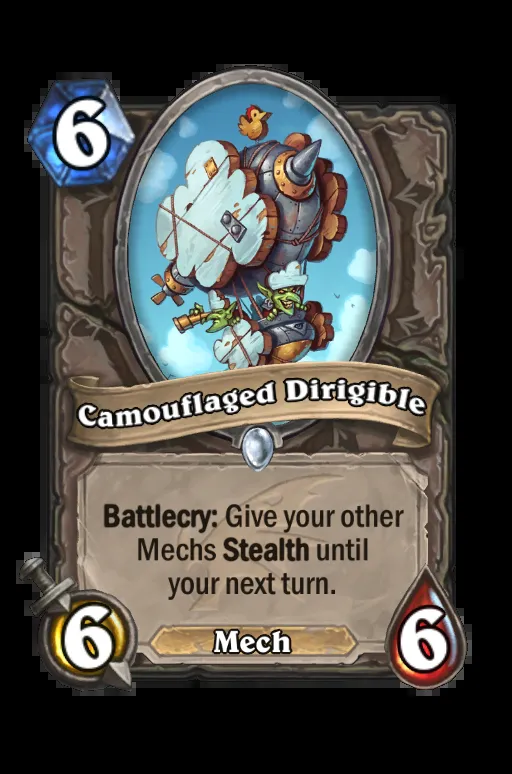 6
Camouflaged Dirigible
Battlecry: Give your other
Mechs Stealth until
your next turn.
6
Mech
6